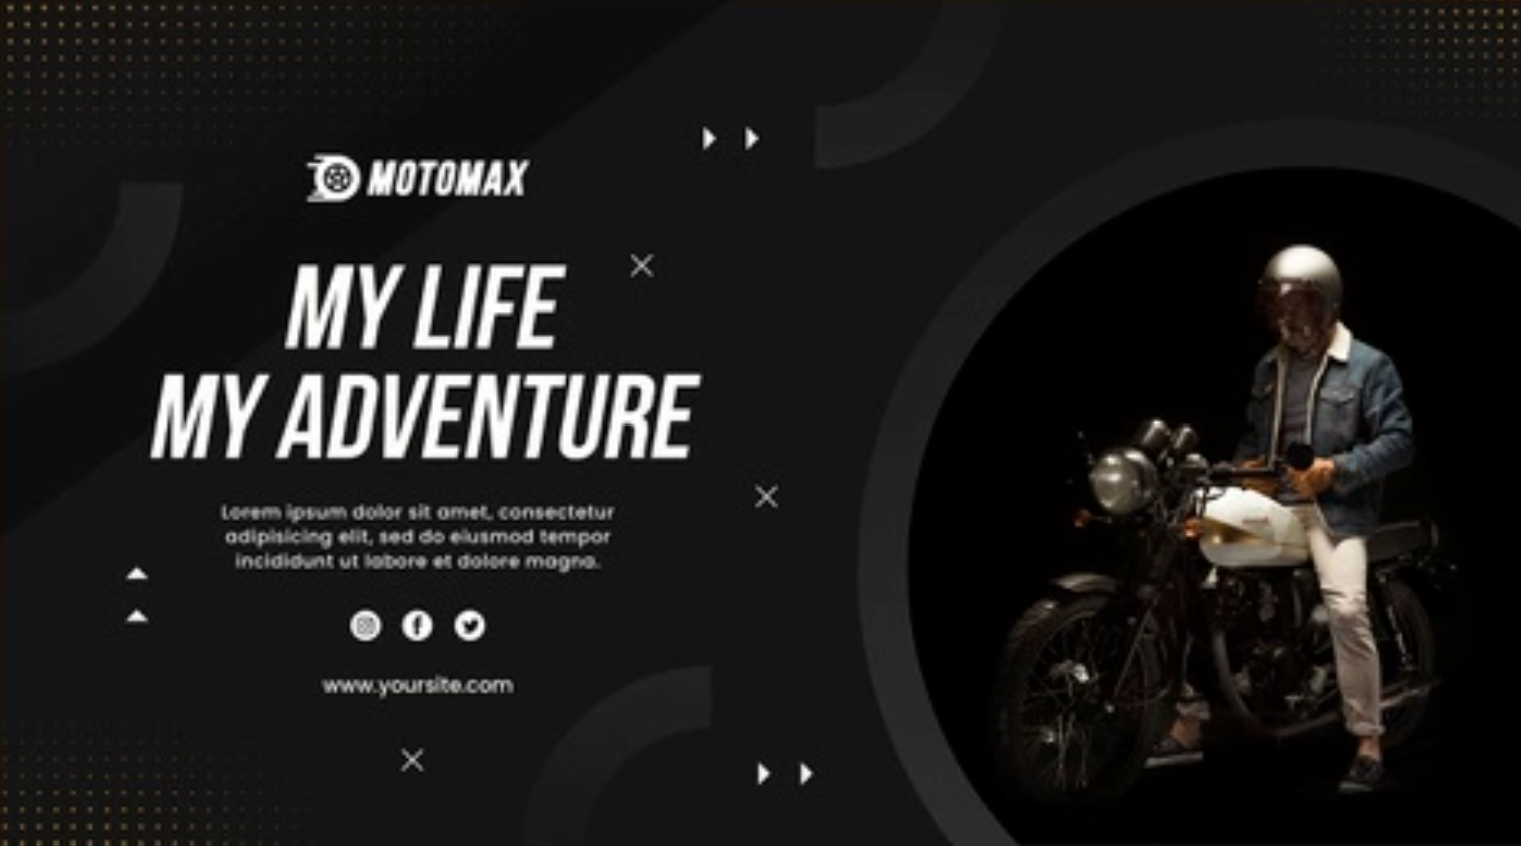 MOTOMAX
MY LIFE
MY ADVENTURE
Lorem ipsum dolor sit amet, consectetur
adipisicing elit, sed do eiusmod tempor
incididunt ut labore et dolore magna.
www.yoursite.com